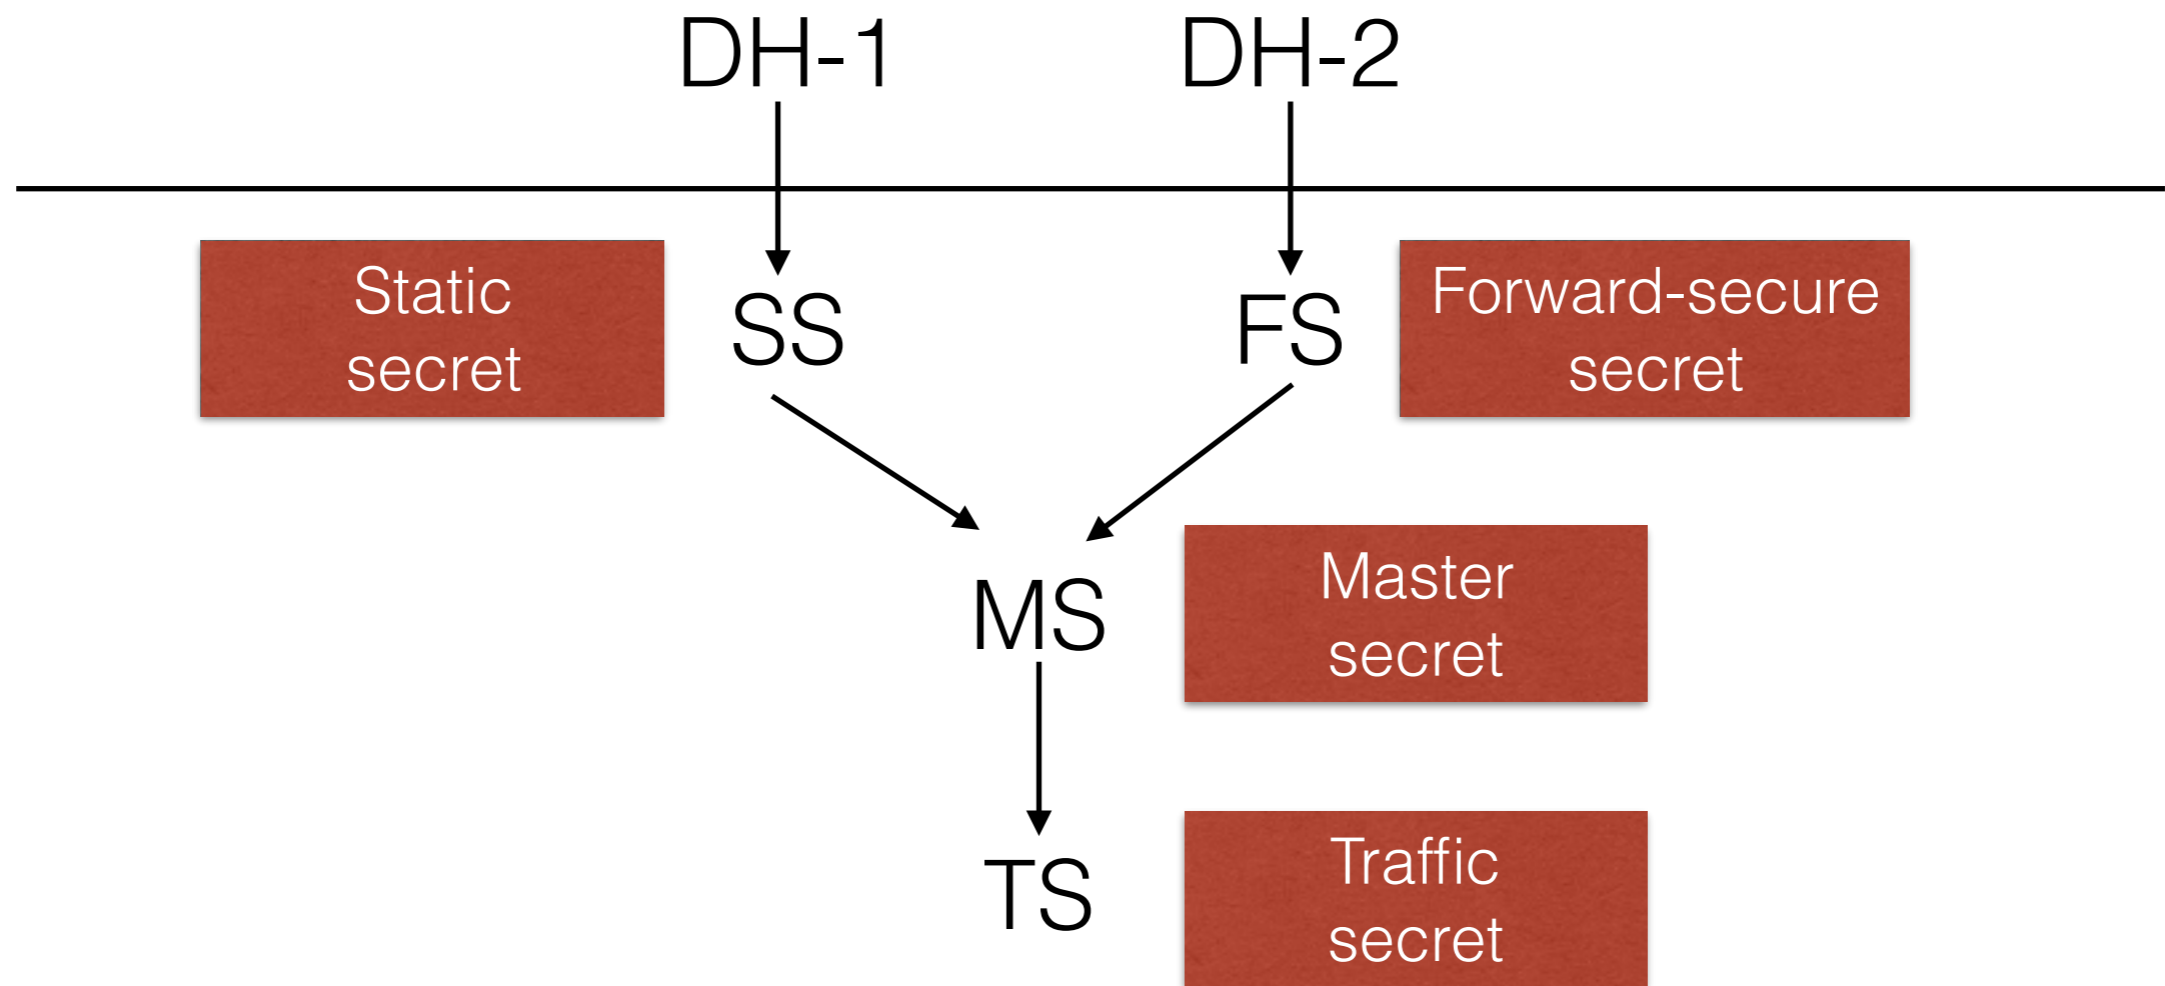 DH-1
DH-2
Static
secret
SS
FS
Forward-secure
secret
MS
Master
secret
TS
Traffic
secret